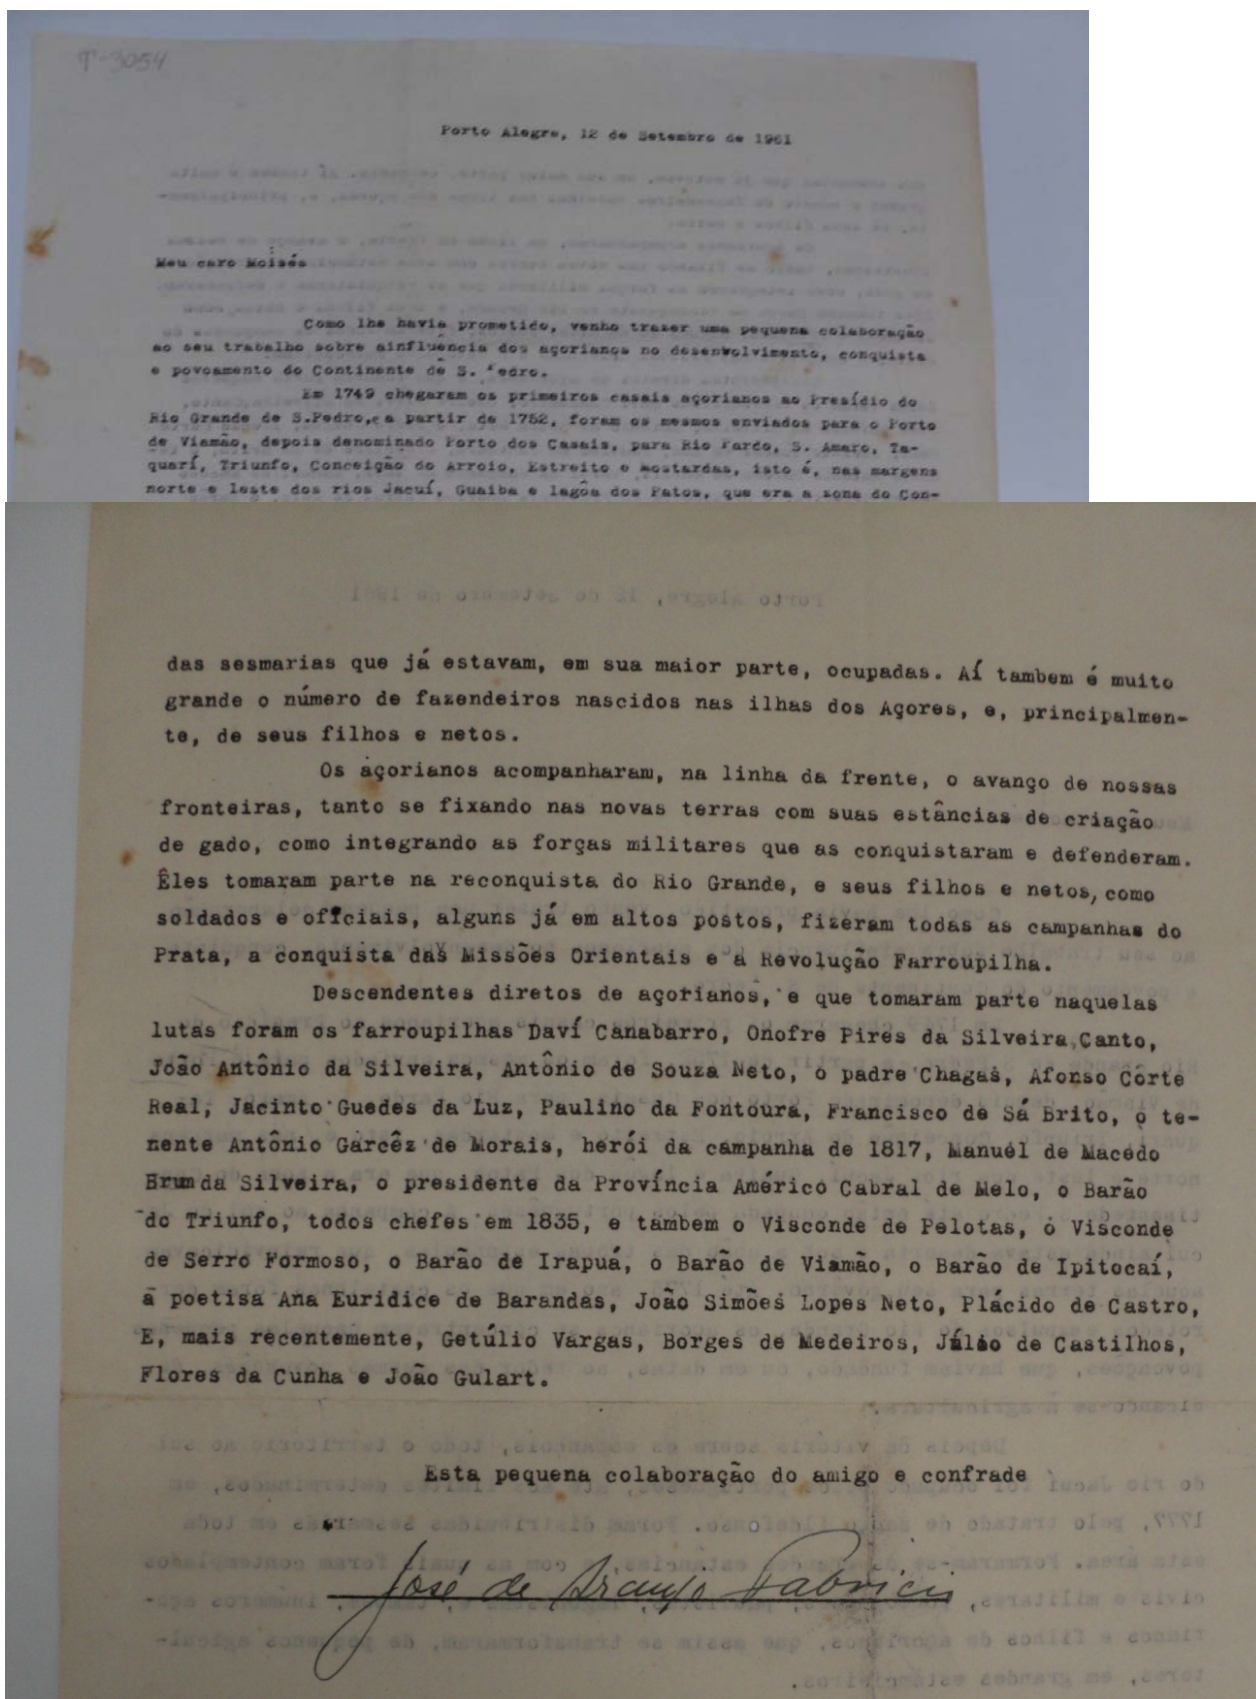 T-3054
Porto Alegre, 12 de Setembro de 1961
Meu caro Moisés
Como lhe havia prometido, venho trazer uma pequena colaboração
ao seu trabalho sobre ainfluência dos açorianos no desenvolvimento, conquista
e povoamento do Continente de S. edro.
Em 1749 chegaram os primeiros casais açorianos ao Presídio do
Rio Grande de S.Pedro, e a partir de 1752, foram os mesmos enviados para o Porto
de Viamão, depois denominado Porto dos Casais, para Rio Pardo, S. Amaro, Ta-
quarí, Triunfo, Conceição do Arroio, Estreito e Mostardas, isto é, nas margens
norte e leste dos rios Jacuí, Guaiba e lagôa dos Patos, que era a zona do Con-
das sesmarias que já estavam, em sua maior parte, ocupadas. Aí tambem é muito
grande o número de fazendeiros nascidos nas ilhas dos Açores, e, principalmen-
te, de seus filhos e netos.
Os açorianos acompanharam, na linha da frente, o avanço de nossas
fronteiras, tanto se fixando nas novas terras com suas estâncias de criação
de gado, como integrando as forças militares que as conquistaram e defenderam.
Êles tomaram parte na reconquista do Rio Grande, e seus filhos e netos, como
soldados e offciais, alguns já em altos postos, fizeram todas as campanhas do
Prata, a conquista das Missões Orientais e a Revolução Farroupilha.
Descendentes diretos de açorianos, e que tomaram parte naquelas
lutas foram os farroupilhas Daví Canabarro, Onofre Pires da Silveira Canto,
João Antônio da Silveira, Antônio de Souza Neto, o padre Chagas, Afonso Côrte
Real, Jacinto Guedes da Luz, Paulino da Fontoura, Francisco de Sá Brito, o te-
nente Antônio Garcêz de Morais, herói da campanha de 1817, Manuel de Macedo
Brum da Silveira, o presidente da Província Américo Cabral de Melo, o Barão
do Triunfo, todos chefes em 1835, e tambem o Visconde de Pelotas, o Visconde
de Serro Formoso, o Barão de Irapuá, o Barão de Viamão, o Barão de Ipitocaí,
a poetisa Ana Euridice de Barandas, João Simões Lopes Neto, Plácido de Castro,
E, mais recentemente, Getúlio Vargas, Borges de Medeiros, Júlio de Castilhos,
Flores da Cunha e João Gulart.
Esta pequena colaboração do amigo e confrade
José de Araujo Fabricio